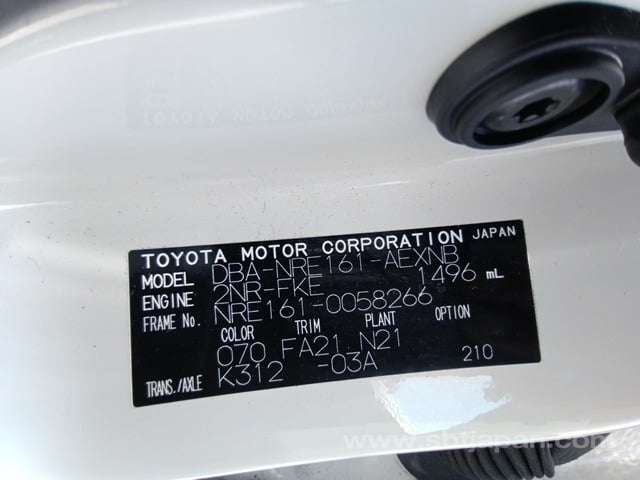 TOYOTA MOTOR CORPORATION JAPAN
MODEL DBA-NRE161-AEXNB
ENGINE 2NR-FKE 1496 mL
FRAME No. NRE161-0058266
COLOR TRIM PLANT OPTION
070 FA21 N21
TRANS./AXLE K312 -03A 210
www.sbtjapan.com